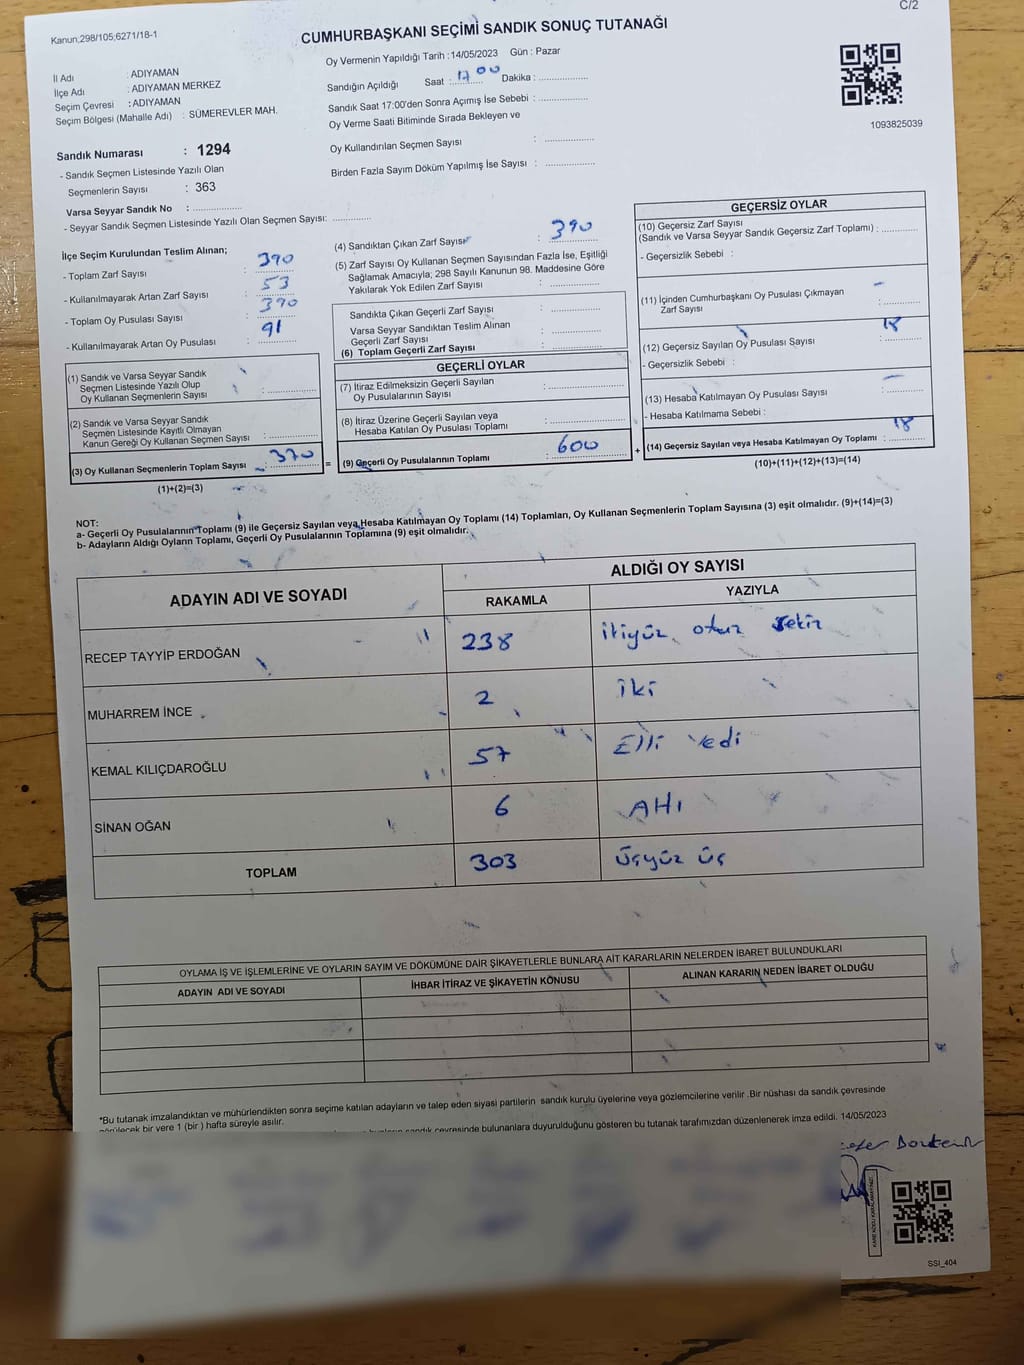 C/2
Kanun,298/105;6271/18-1
CUMHURBAŞKANI SEÇİMİ SANDIK SONUÇ TUTANAĞI
Oy Vermenin Yapıldığı Tarih :14/05/2023 Gün : Pazar
İl Adı : ADIYAMAN
İlçe Adı : ADIYAMAN MERKEZ
Seçim Çevresi : ADIYAMAN
Seçim Bölgesi (Mahalle Adı) : SÜMEREVLER MAH.
Sandığın Açıldığı Saat : 17 00 Dakika : ................
Sandık Saat 17:00'den Sonra Açımış İse Sebebi : ................
Oy Verme Saati Bitiminde Sırada Bekleyen ve
Oy Kullandırılan Seçmen Sayısı : ................
Birden Fazla Sayım Döküm Yapılmış İse Sayısı : ................
1093825039
Sandık Numarası : 1294
- Sandık Seçmen Listesinde Yazılı Olan
Seçmenlerin Sayısı : 363
Varsa Seyyar Sandık No : ................
- Seyyar Sandık Seçmen Listesinde Yazılı Olan Seçmen Sayısı: ............
İlçe Seçim Kurulundan Teslim Alınan;
- Toplam Zarf Sayısı : 390
- Kullanılmayarak Artan Zarf Sayısı : 53
- Toplam Oy Pusulası Sayısı : 390
- Kullanılmayarak Artan Oy Pusulası : 91
(4) Sandıktan Çıkan Zarf Sayısı : 390
(5) Zarf Sayısı Oy Kullanan Seçmen Sayısından Fazla İse, Eşitliği
Sağlamak Amacıyla; 298 Sayılı Kanunun 98. Maddesine Göre
Yakılarak Yok Edilen Zarf Sayısı : ................
Sandıkta Çıkan Geçerli Zarf Sayısı : ................
Varsa Seyyar Sandıktan Teslim Alınan
Geçerli Zarf Sayısı : ................
(6) Toplam Geçerli Zarf Sayısı : ................
GEÇERSİZ OYLAR
(10) Geçersiz Zarf Sayısı
(Sandık ve Varsa Seyyar Sandık Geçersiz Zarf Toplamı) : ............
- Geçersizlik Sebebi :
(11) İçinden Cumhurbaşkanı Oy Pusulası Çıkmayan
Zarf Sayısı : - ............
(12) Geçersiz Sayılan Oy Pusulası Sayısı : 18
- Geçersizlik Sebebi :
(13) Hesaba Katılmayan Oy Pusulası Sayısı : -
- Hesaba Katılmama Sebebi :
(14) Geçersiz Sayılan veya Hesaba Katılmayan Oy Toplamı : 18
(10)+(11)+(12)+(13)=(14)
(1) Sandık ve Varsa Seyyar Sandık
Seçmen Listesinde Yazılı Olup
Oy Kullanan Seçmenlerin Sayısı : ................
(2) Sandık ve Varsa Seyyar Sandık
Seçmen Listesinde Kayıtlı Olmayan
Kanun Gereği Oy Kullanan Seçmen Sayısı : ................
(3) Oy Kullanan Seçmenlerin Toplam Sayısı : 370 =
(1)+(2)=(3)
GEÇERLİ OYLAR
(7) İtiraz Edilmeksizin Geçerli Sayılan
Oy Pusulasının Sayısı : ................
(8) İtiraz Üzerine Geçerli Sayılan veya
Hesaba Katılan Oy Pusulası Toplamı : ................
(9) Geçerli Oy Pusulalarının Toplamı : 600 +
NOT:
a- Geçerli Oy Pusulalarının Toplamı (9) ile Geçersiz Sayılan veya Hesaba Katılmayan Oy Toplamı (14) Toplamları, Oy Kullanan Seçmenlerin Toplam Sayısına (3) eşit olmalıdır. (9)+(14)=(3)
b- Adayların Aldığı Oyların Toplamı, Geçerli Oy Pusulalarının Toplamına (9) eşit olmalıdır.
ADAYIN ADI VE SOYADI
ALDIĞI OY SAYISI
RAKAMLA YAZIYLA
RECEP TAYYİP ERDOĞAN 238 ikiyüz otuz sekiz
MUHARREM İNCE 2 iki
KEMAL KILIÇDAROĞLU 57 Elli Yedi
SİNAN OĞAN 6 Altı
TOPLAM 303 üçyüz üç
OYLAMA İŞ VE İŞLEMLERİNE VE OYLARIN SAYIM VE DÖKÜMÜNE DAİR ŞİKAYETLERLE BUNLARA AİT KARARLARIN NELERDEN İBARET BULUNDUKLARI
ADAYIN ADI VE SOYADI İHBAR İTİRAZ VE ŞİKAYETİN KONUSU ALINAN KARARIN NEDEN İBARET OLDUĞU
*Bu tutanak imzalandıktan ve mühürlendikten sonra seçime katılan adayların ve talep eden siyasi partilerin sandık kurulu üyelerine veya gözlemcilerine verilir .Bir nüshası da sandık çevresinde
görülecek bir yere 1 (bir ) hafta süreyle asılır.
sandık çevresinde bulunanlara duyurulduğunu gösteren bu tutanak tarafımızdan düzenlenerek imza edildi. 14/05/2023
SSI_404